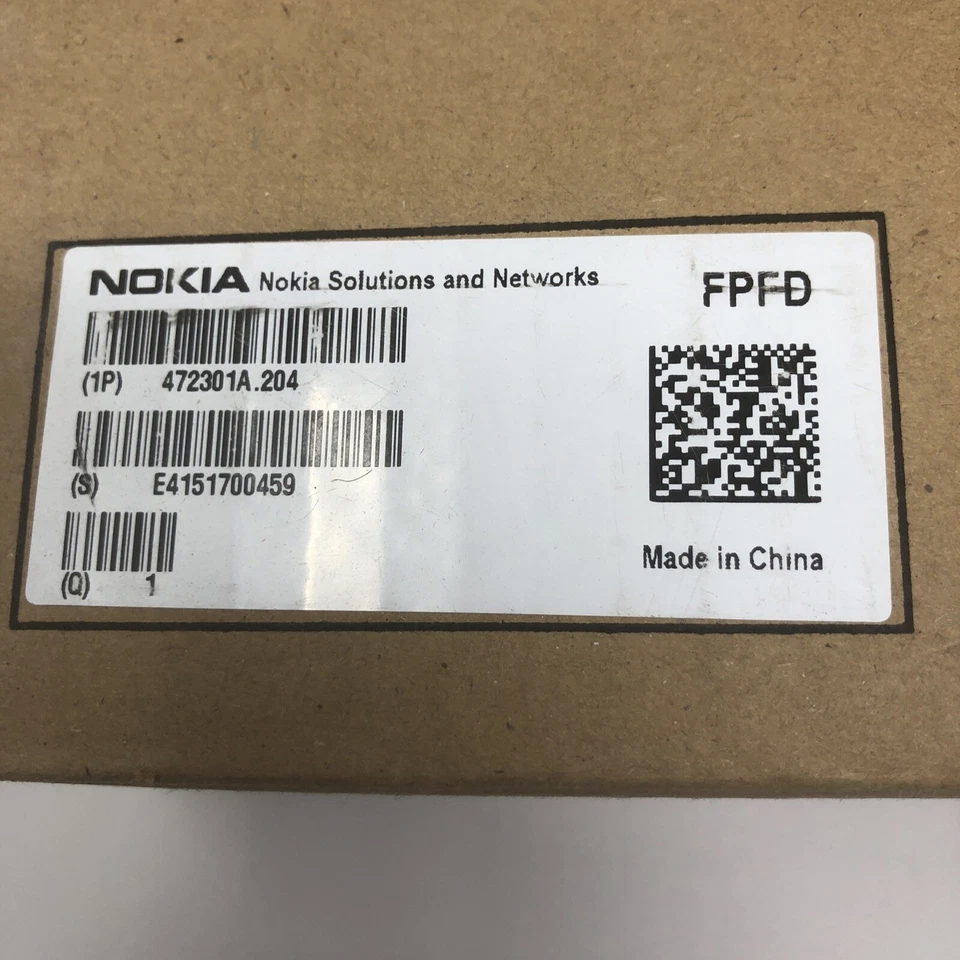 NOKIA Nokia Solutions and Networks
FPFD
(1P) 472301A.204
(S) E4151700459
(Q) 1
Made in China